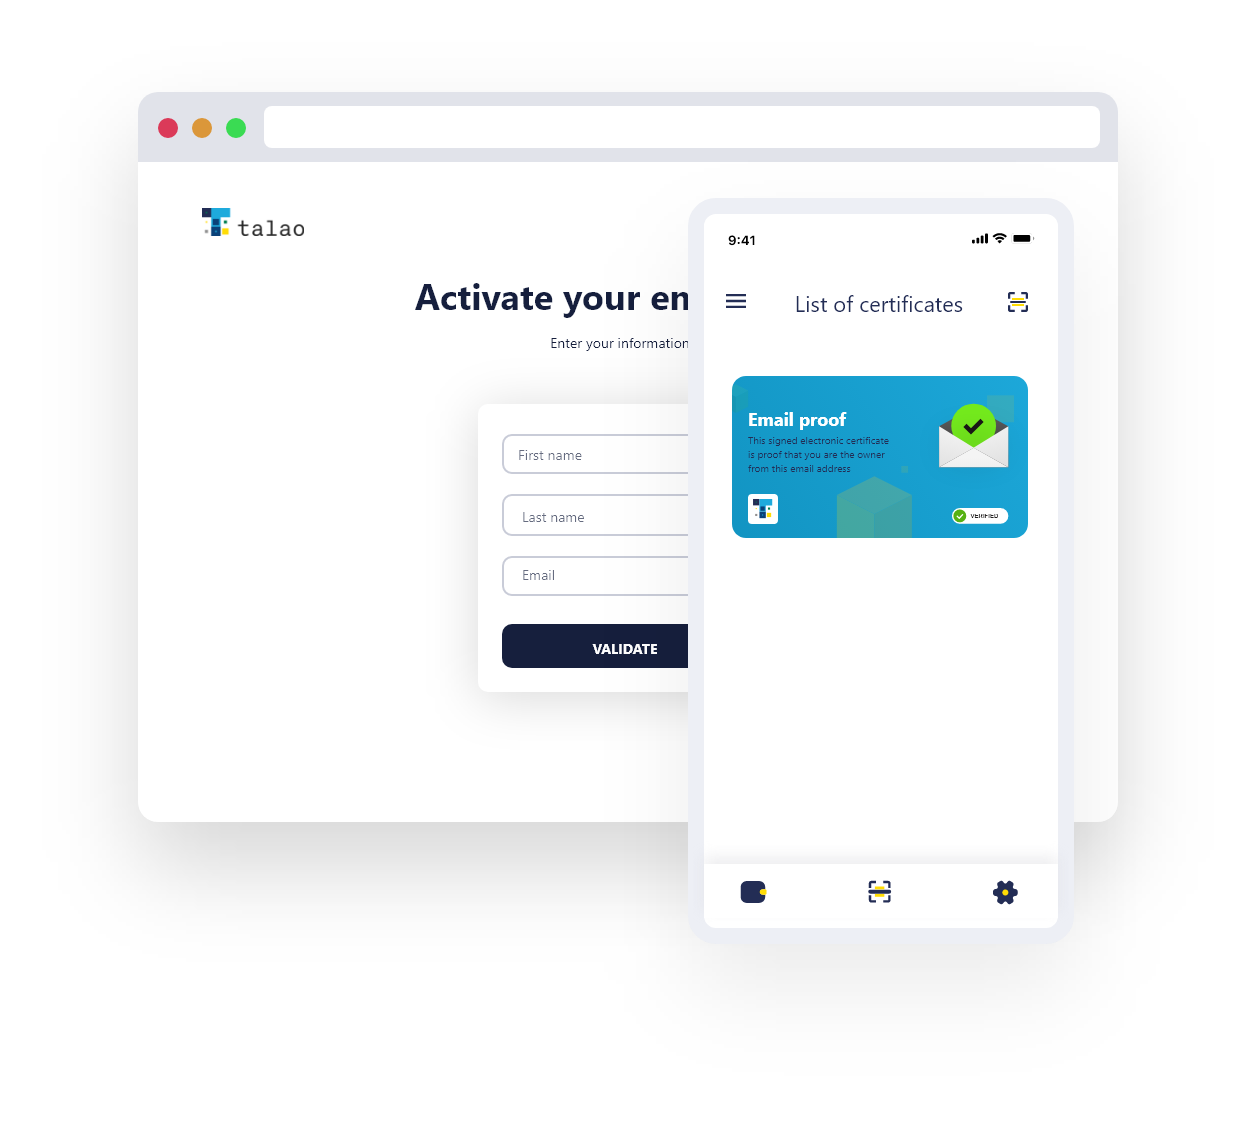 talao
Activate your en
Enter your information
First name
Last name
Email
VALIDATE
9:41
List of certificates
Email proof
This signed electronic certificate
is proof that you are the owner
from this email address
VERIFIED